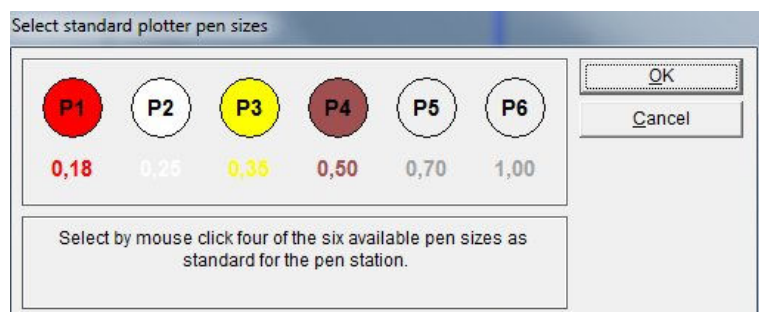 Select standard plotter pen sizes
P1 P2 P3 P4 P5 P6
0,18 0,25 0,35 0,50 0,70 1,00
OK
Cancel
Select by mouse click four of the six available pen sizes as
standard for the pen station.